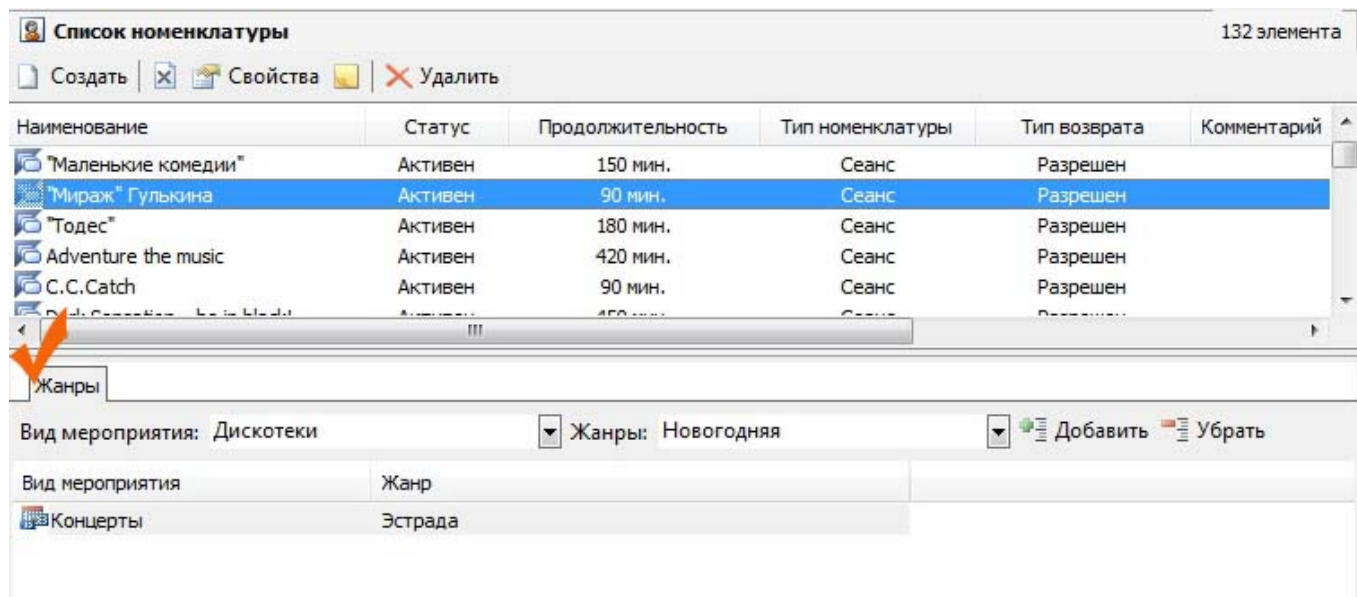 Список номенклатуры 132 элемента
Создать Свойства Удалить
Наименование Статус Продолжительность Тип номенклатуры Тип возврата Комментарий
"Маленькие комедии" Активен 150 мин. Сеанс Разрешен
"Мираж" Гулькина Активен 90 мин. Сеанс Разрешен
"Тодес" Активен 180 мин. Сеанс Разрешен
Adventure the music Активен 420 мин. Сеанс Разрешен
C.C.Catch Активен 90 мин. Сеанс Разрешен
Жанры
Вид мероприятия: Дискотеки Жанры: Новогодняя Добавить Убрать
Вид мероприятия Жанр
Концерты Эстрада